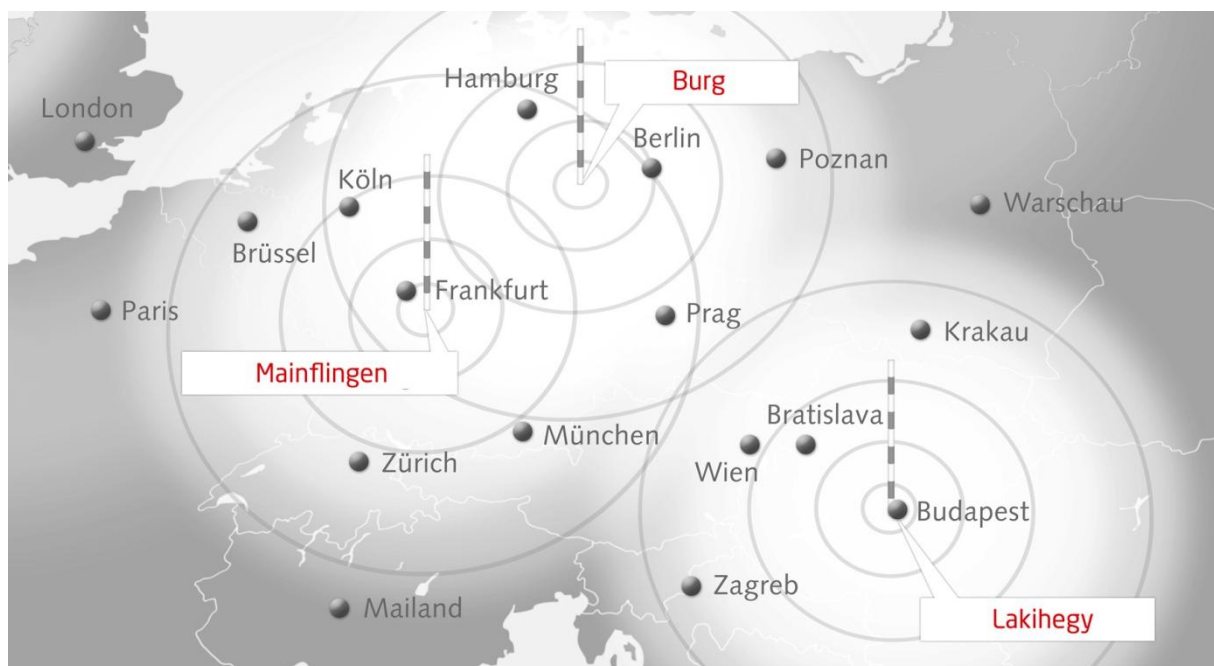 Hamburg
Burg
London
Berlin
Poznan
Köln
Warschau
Brüssel
Frankfurt
Paris
Prag
Krakau
Mainflingen
Bratislava
München
Zürich
Wien
Budapest
Zagreb
Mailand
Lakihegy